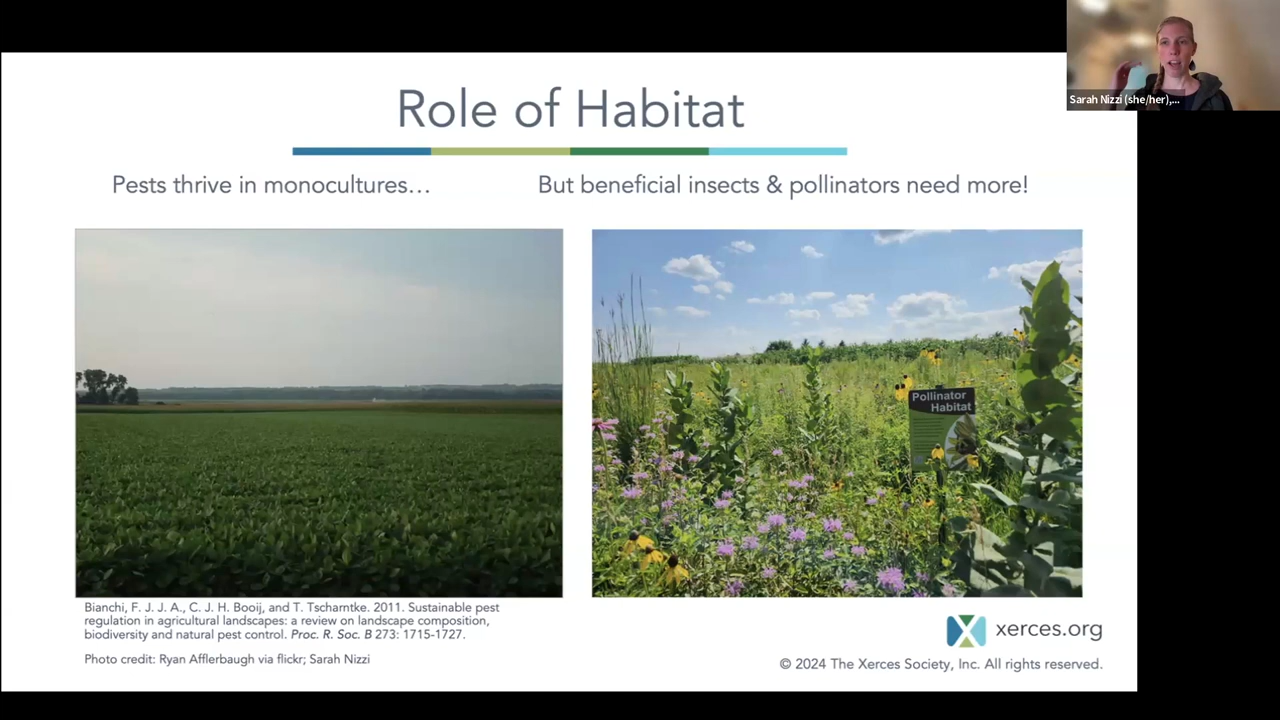 Sarah Nizzi (she/her),...
Role of Habitat
Pests thrive in monocultures…
But beneficial insects & pollinators need more!
Pollinator
Habitat
Bianchi, F. J. J. A., C. J. H. Booij, and T. Tscharntke. 2011. Sustainable pest
regulation in agricultural landscapes: a review on landscape composition,
biodiversity and natural pest control. Proc. R. Soc. B 273: 1715-1727.
Photo credit: Ryan Afflerbaugh via flickr; Sarah Nizzi
xerces.org
© 2024 The Xerces Society, Inc. All rights reserved.